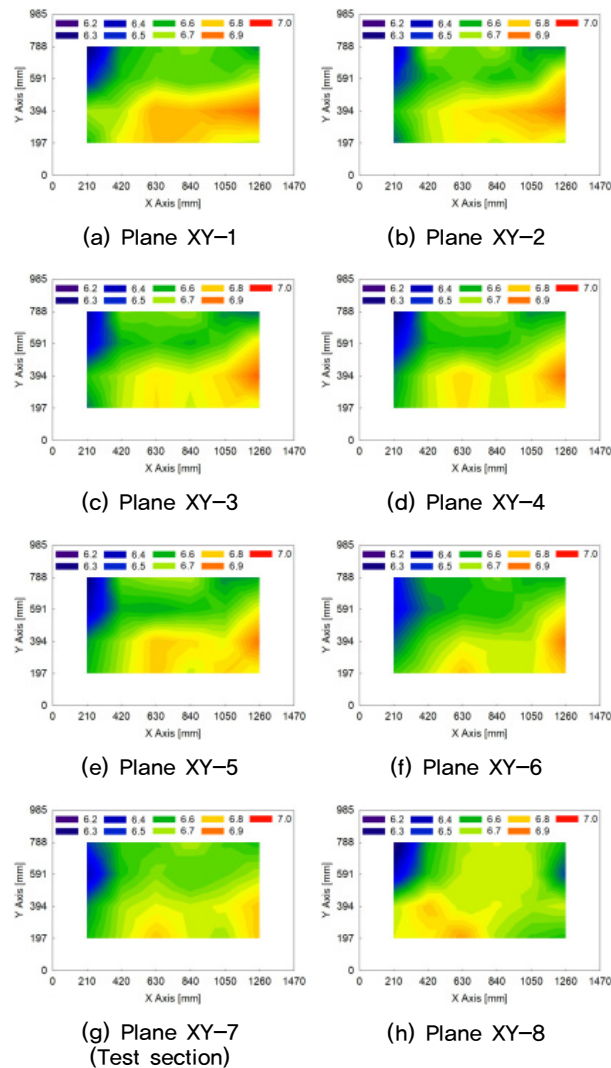 985 6.2 6.4 6.6 6.8 7.0
788 6.3 6.5 6.7 6.9
591
394
197
0
Y Axis [mm]
0 210 420 630 840 1050 1260 1470
X Axis [mm]
(a) Plane XY-1
985 6.2 6.4 6.6 6.8 7.0
788 6.3 6.5 6.7 6.9
591
394
197
0
Y Axis [mm]
0 210 420 630 840 1050 1260 1470
X Axis [mm]
(b) Plane XY-2
985 6.2 6.4 6.6 6.8 7.0
788 6.3 6.5 6.7 6.9
591
394
197
0
Y Axis [mm]
0 210 420 630 840 1050 1260 1470
X Axis [mm]
(c) Plane XY-3
985 6.2 6.4 6.6 6.8 7.0
788 6.3 6.5 6.7 6.9
591
394
197
0
Y Axis [mm]
0 210 420 630 840 1050 1260 1470
X Axis [mm]
(d) Plane XY-4
985 6.2 6.4 6.6 6.8 7.0
788 6.3 6.5 6.7 6.9
591
394
197
0
Y Axis [mm]
0 210 420 630 840 1050 1260 1470
X Axis [mm]
(e) Plane XY-5
985 6.2 6.4 6.6 6.8 7.0
788 6.3 6.5 6.7 6.9
591
394
197
0
Y Axis [mm]
0 210 420 630 840 1050 1260 1470
X Axis [mm]
(f) Plane XY-6
985 6.2 6.4 6.6 6.8 7.0
788 6.3 6.5 6.7 6.9
591
394
197
0
Y Axis [mm]
0 210 420 630 840 1050 1260 1470
X Axis [mm]
(g) Plane XY-7
(Test section)
985 6.2 6.4 6.6 6.8 7.0
788 6.3 6.5 6.7 6.9
591
394
197
0
Y Axis [mm]
0 210 420 630 840 1050 1260 1470
X Axis [mm]
(h) Plane XY-8